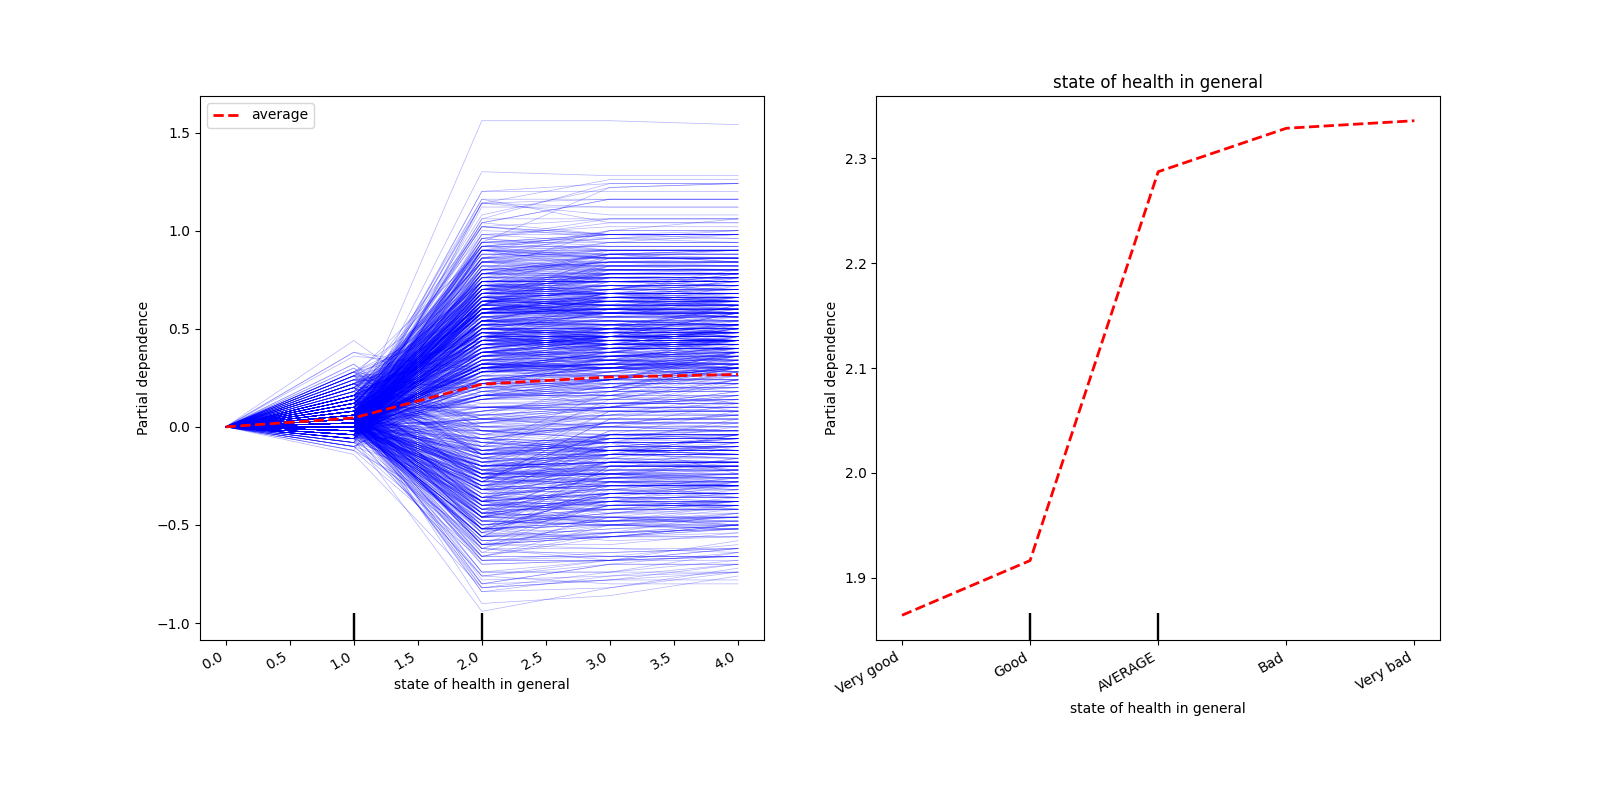 average
1.5
1.0
0.5
0.0
−0.5
−1.0
Partial dependence
0.0 0.5 1.0 1.5 2.0 2.5 3.0 3.5 4.0
state of health in general
state of health in general
2.3
2.2
2.1
2.0
1.9
Partial dependence
Very good Good AVERAGE Bad Very bad
state of health in general